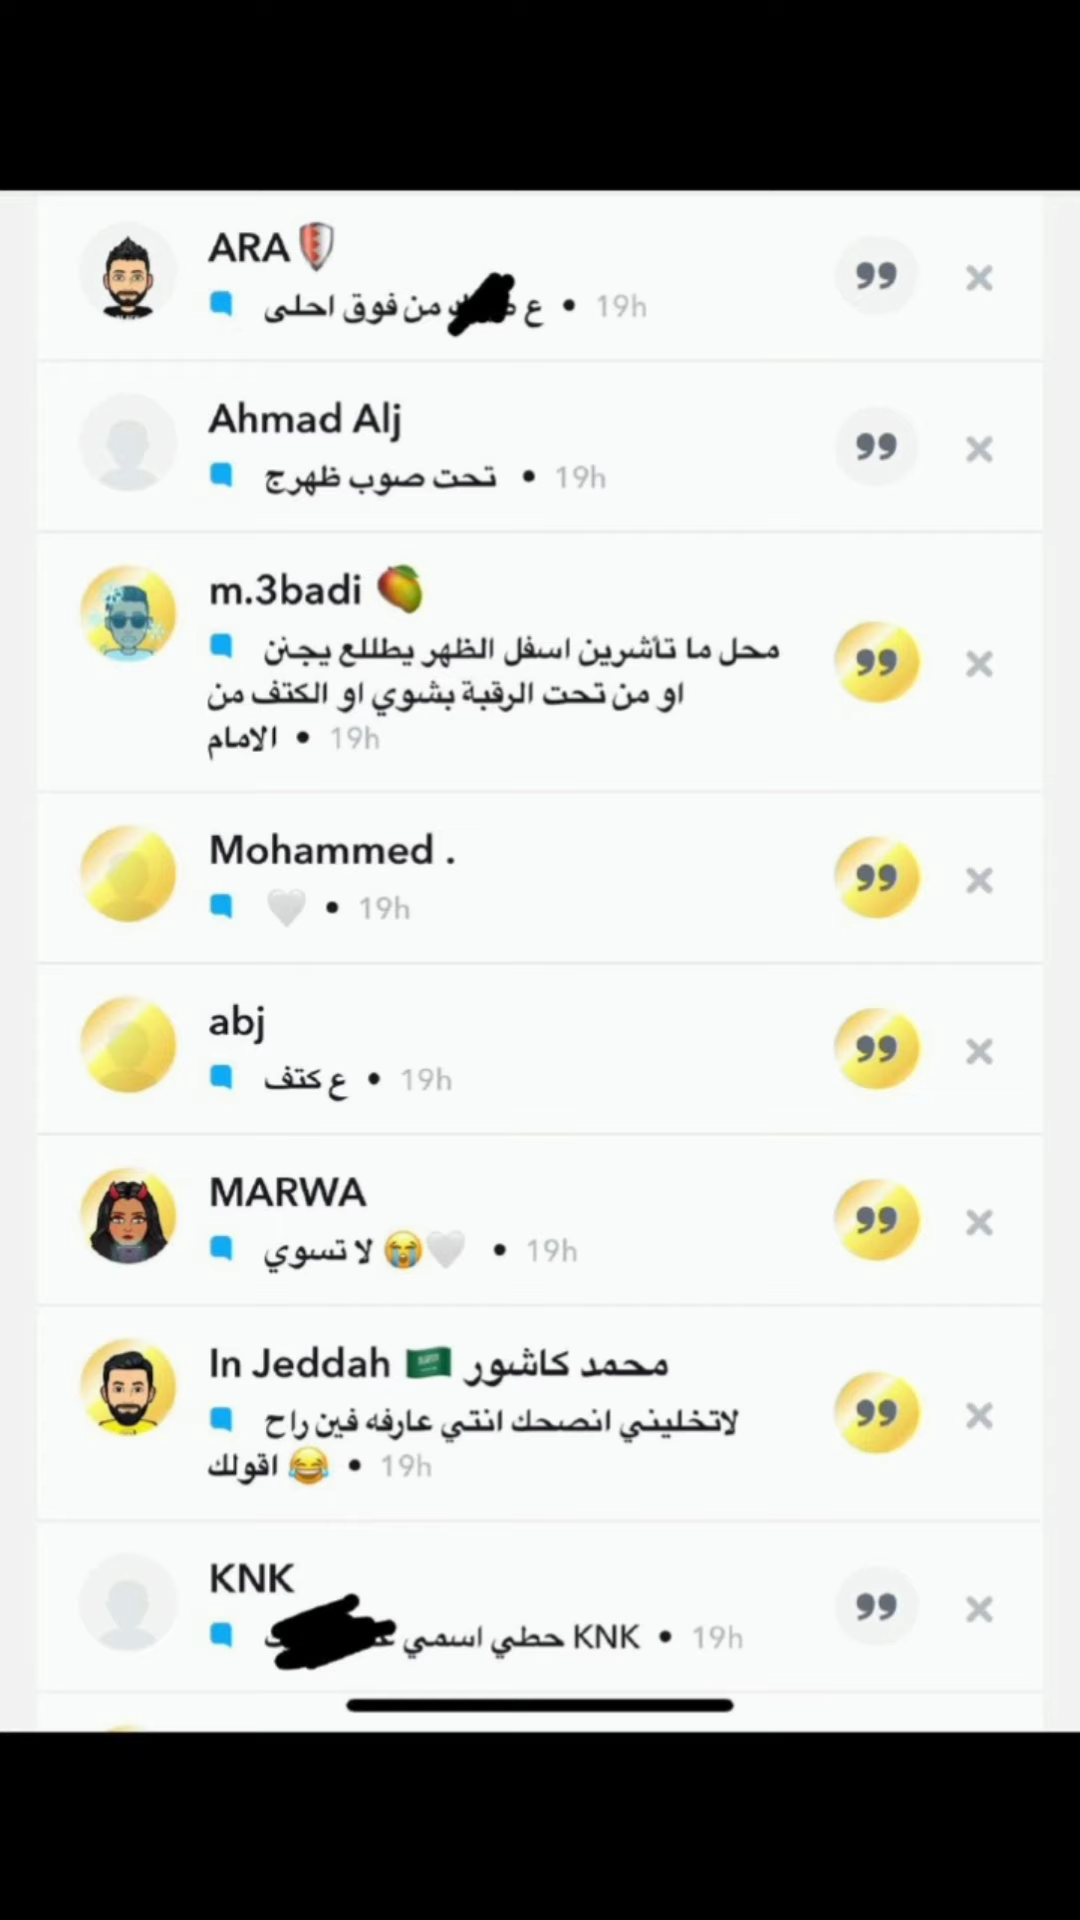 ARA
ع من فوق احلى • 19h
Ahmad Alj
تحت صوب ظهرج • 19h
m.3badi 🥭
محل ما تأشرين اسفل الظهر يطللع يجنن
او من تحت الرقبة بشوي او الكتف من
الامام • 19h
Mohammed .
🤍 • 19h
abj
ع كتف • 19h
MARWA
لا تسوي 😭🤍 • 19h
In Jeddah 🇸🇦 محمد كاشور
لاتخليني انصحك انتي عارفه فين راح
اقولك 😂 • 19h
KNK
KNK حطي اسمي • 19h